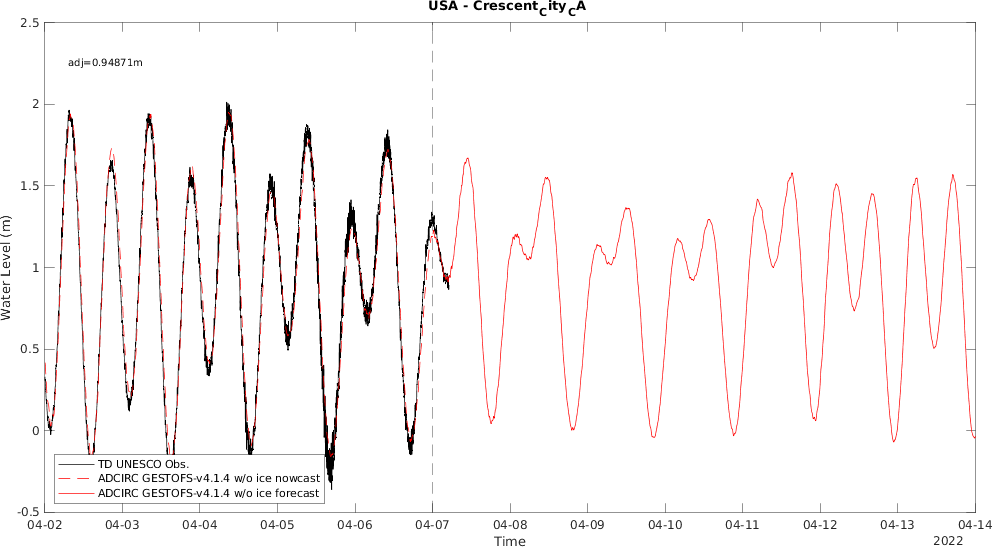 USA - Crescent_City_CA
2.5
adj=0.94871m
2
1.5
1
0.5
0
-0.5
Water Level (m)
TD UNESCO Obs.
ADCIRC GESTOFS-v4.1.4 w/o ice nowcast
ADCIRC GESTOFS-v4.1.4 w/o ice forecast
04-02 04-03 04-04 04-05 04-06 04-07 04-08 04-09 04-10 04-11 04-12 04-13 04-14
Time
2022